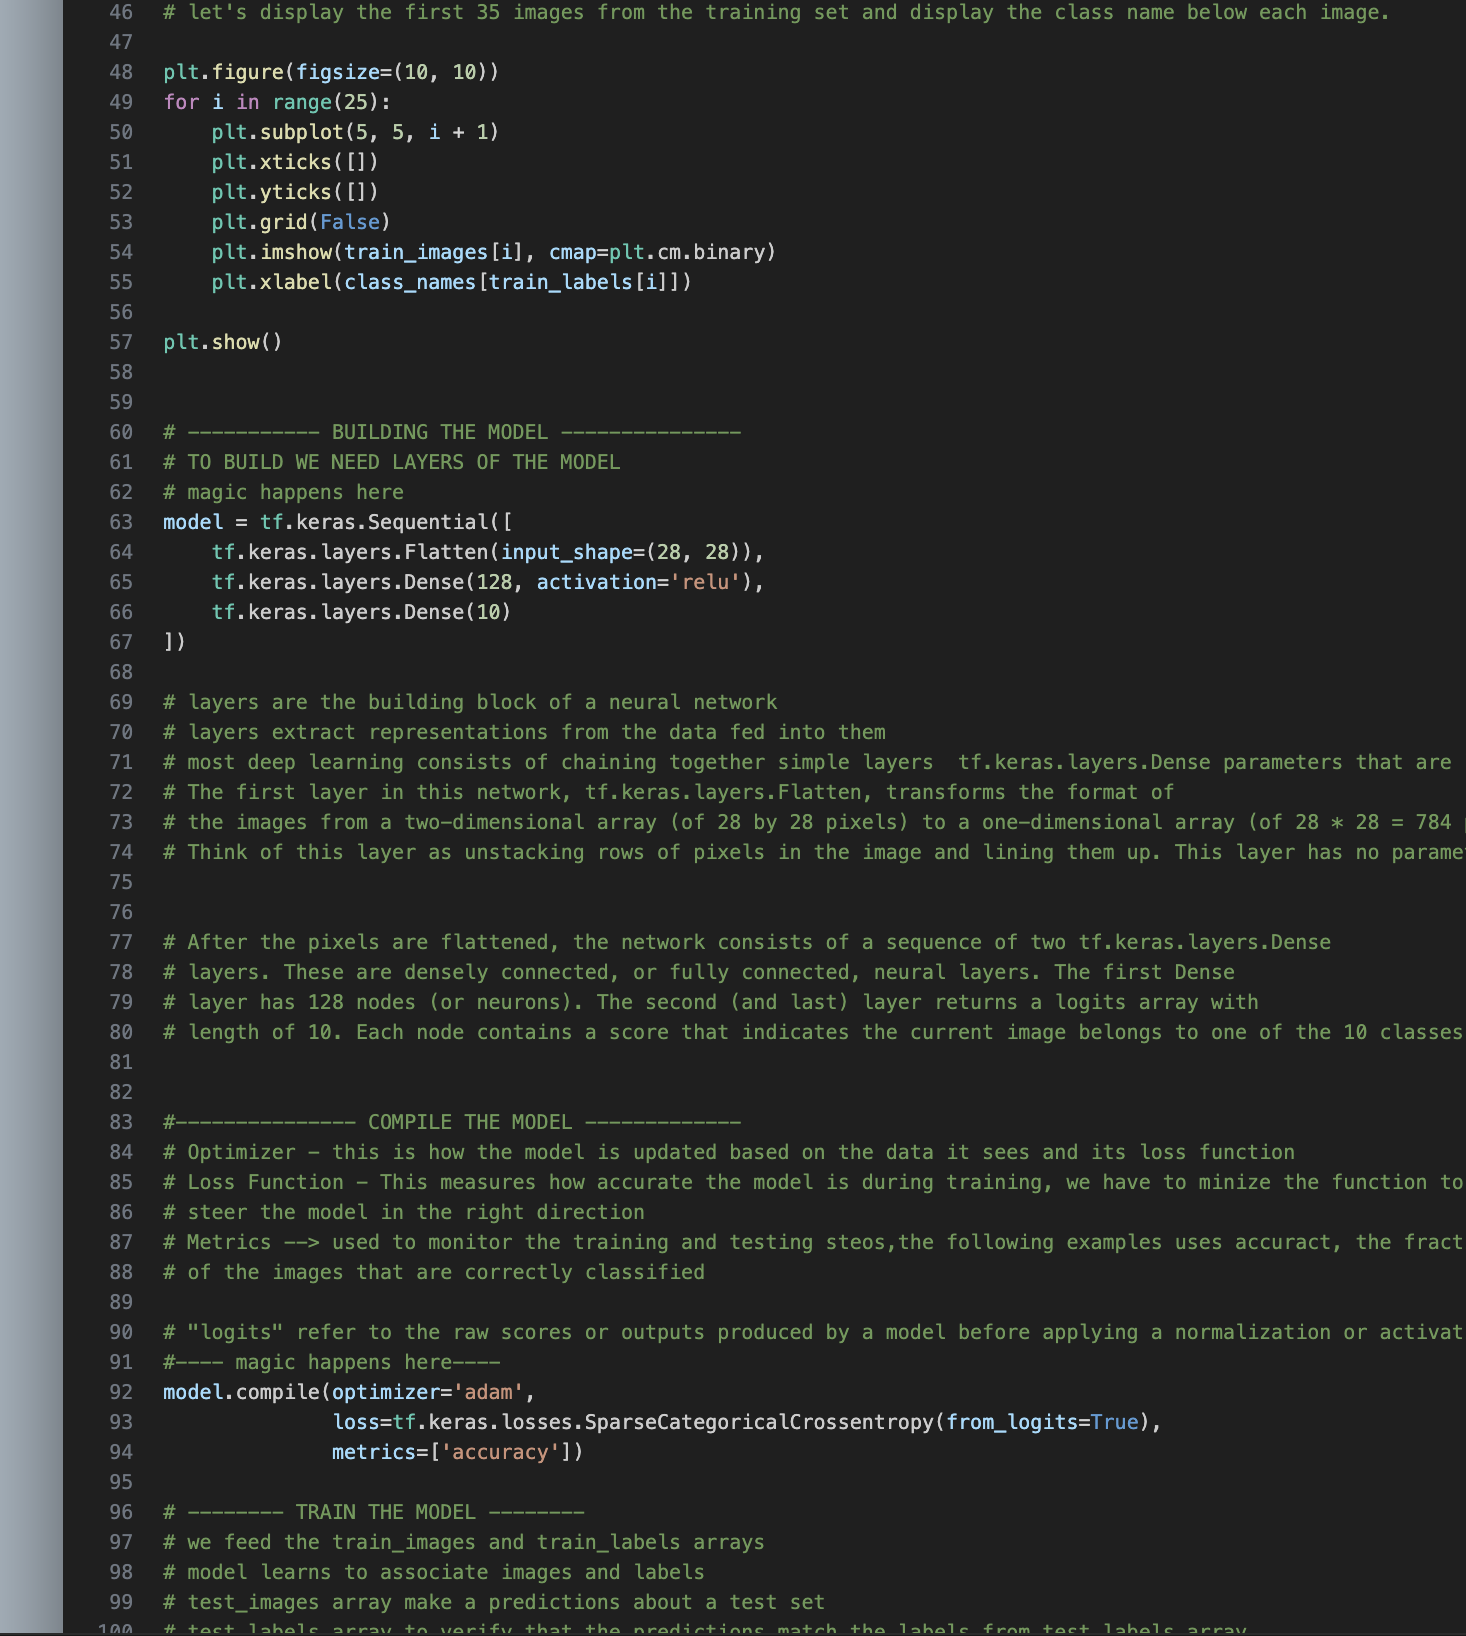 46 # let's display the first 35 images from the training set and display the class name below each image.
47
48 plt.figure(figsize=(10, 10))
49 for i in range(25):
50     plt.subplot(5, 5, i + 1)
51     plt.xticks([])
52     plt.yticks([])
53     plt.grid(False)
54     plt.imshow(train_images[i], cmap=plt.cm.binary)
55     plt.xlabel(class_names[train_labels[i]])
56
57 plt.show()
58
59
60 # ----------- BUILDING THE MODEL ---------------
61 # TO BUILD WE NEED LAYERS OF THE MODEL
62 # magic happens here
63 model = tf.keras.Sequential([
64     tf.keras.layers.Flatten(input_shape=(28, 28)),
65     tf.keras.layers.Dense(128, activation='relu'),
66     tf.keras.layers.Dense(10)
67 ])
68
69 # layers are the building block of a neural network
70 # layers extract representations from the data fed into them
71 # most deep learning consists of chaining together simple layers  tf.keras.layers.Dense parameters that are
72 # The first layer in this network, tf.keras.layers.Flatten, transforms the format of
73 # the images from a two-dimensional array (of 28 by 28 pixels) to a one-dimensional array (of 28 * 28 = 784
74 # Think of this layer as unstacking rows of pixels in the image and lining them up. This layer has no parame
75
76
77 # After the pixels are flattened, the network consists of a sequence of two tf.keras.layers.Dense
78 # layers. These are densely connected, or fully connected, neural layers. The first Dense
79 # layer has 128 nodes (or neurons). The second (and last) layer returns a logits array with
80 # length of 10. Each node contains a score that indicates the current image belongs to one of the 10 classes
81
82
83 #--------------- COMPILE THE MODEL -------------
84 # Optimizer - this is how the model is updated based on the data it sees and its loss function
85 # Loss Function - This measures how accurate the model is during training, we have to minize the function to
86 # steer the model in the right direction
87 # Metrics --> used to monitor the training and testing steos,the following examples uses accuract, the fract
88 # of the images that are correctly classified
89
90 # "logits" refer to the raw scores or outputs produced by a model before applying a normalization or activat
91 #---- magic happens here----
92 model.compile(optimizer='adam',
93               loss=tf.keras.losses.SparseCategoricalCrossentropy(from_logits=True),
94               metrics=['accuracy'])
95
96 # -------- TRAIN THE MODEL --------
97 # we feed the train_images and train_labels arrays
98 # model learns to associate images and labels
99 # test_images array make a predictions about a test set
100 # test_labels array to verify that the predictions match the labels from test_labels array